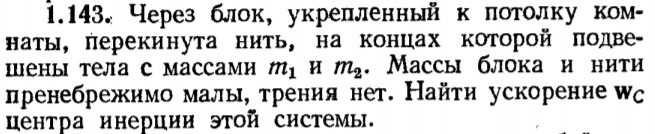 1.143. Через блок, укрепленный к потолку ком-
наты, перекинута нить, на концах которой подве-
шены тела с массами m₁ и m₂. Массы блока и нити
пренебрежимо малы, трения нет. Найти ускорение w_C
центра инерции этой системы.